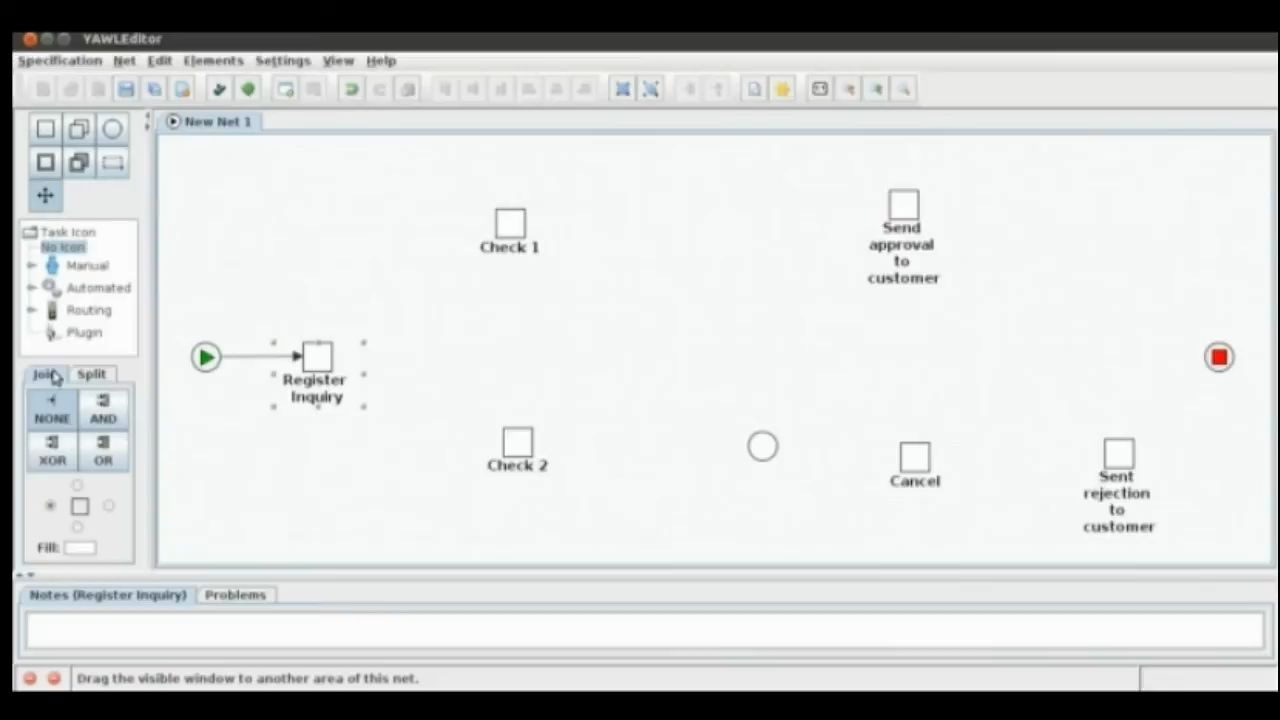 YAWLEditor
Specification Net Edit Elements Settings View Help
New Net 1
Task Icon
No Icon
Manual
Automated
Routing
Plugin
Join Split
NONE AND
XOR OR
Fill:
Check 1
Send
approval
to
customer
Register
Inquiry
Check 2
Cancel
Sent
rejection
to
customer
Notes (Register Inquiry) Problems
Drag the visible window to another area of this net.